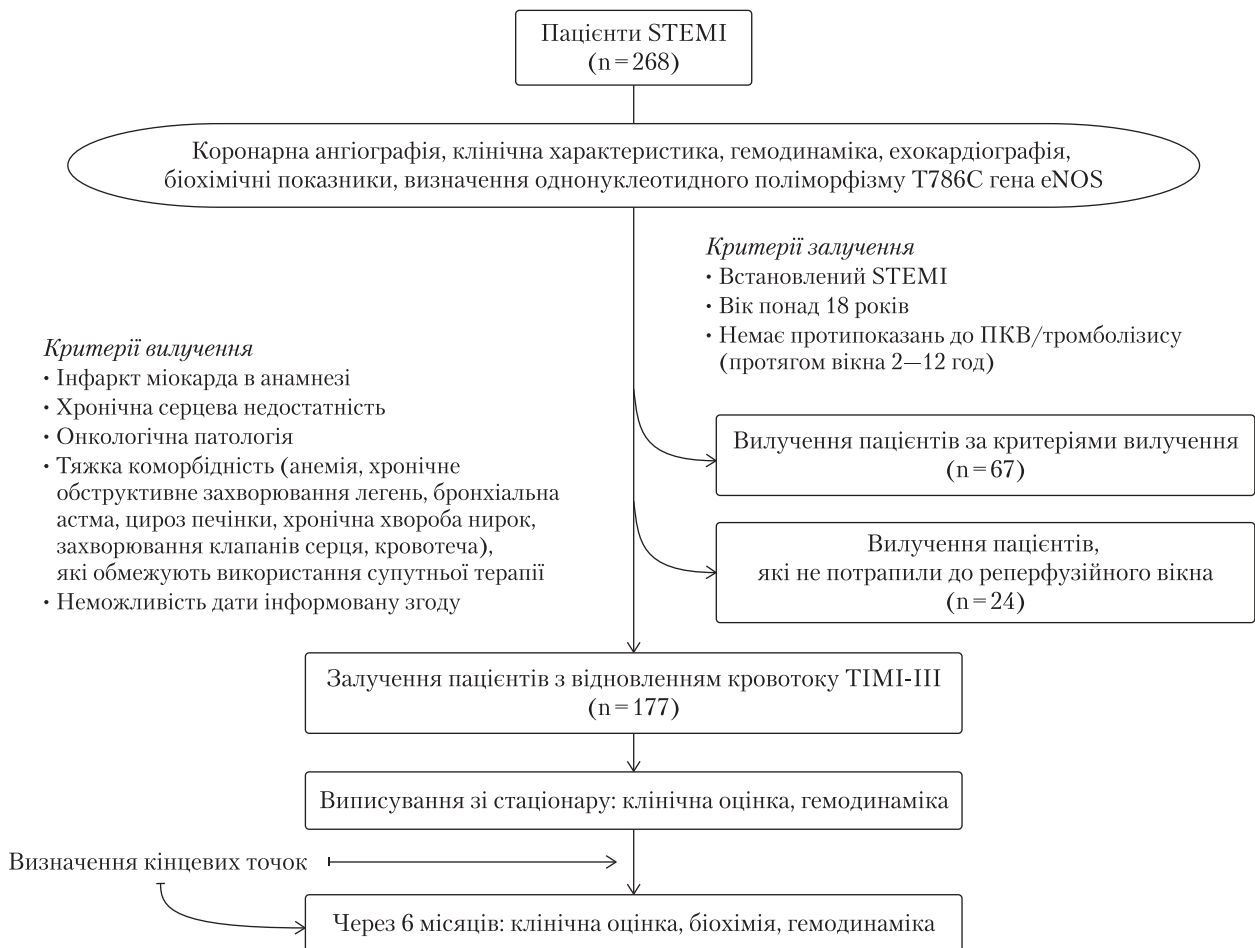 Пацієнти STEMI
(n=268)
Коронарна ангіографія, клінічна характеристика, гемодинаміка, ехокардіографія,
біохімічні показники, визначення однонуклеотидного поліморфізму T786C гена eNOS
Критерії залучення
· Встановлений STEMI
· Вік понад 18 років
· Немає протипоказань до ПКВ/тромболізису
(протягом вікна 2—12 год)
Критерії вилучення
· Інфаркт міокарда в анамнезі
· Хронічна серцева недостатність
· Онкологічна патологія
· Тяжка коморбідність (анемія, хронічне
обструктивне захворювання легень, бронхіальна
астма, цироз печінки, хронічна хвороба нирок,
захворювання клапанів серця, кровотеча),
які обмежують використання супутньої терапії
· Неможливість дати інформовану згоду
Вилучення пацієнтів за критеріями вилучення
(n=67)
Вилучення пацієнтів,
які не потрапили до реперфузійного вікна
(n=24)
Залучення пацієнтів з відновленням кровотоку TIMI-III
(n=177)
Виписування зі стаціонару: клінічна оцінка, гемодинаміка
Визначення кінцевих точок
Через 6 місяців: клінічна оцінка, біохімія, гемодинаміка